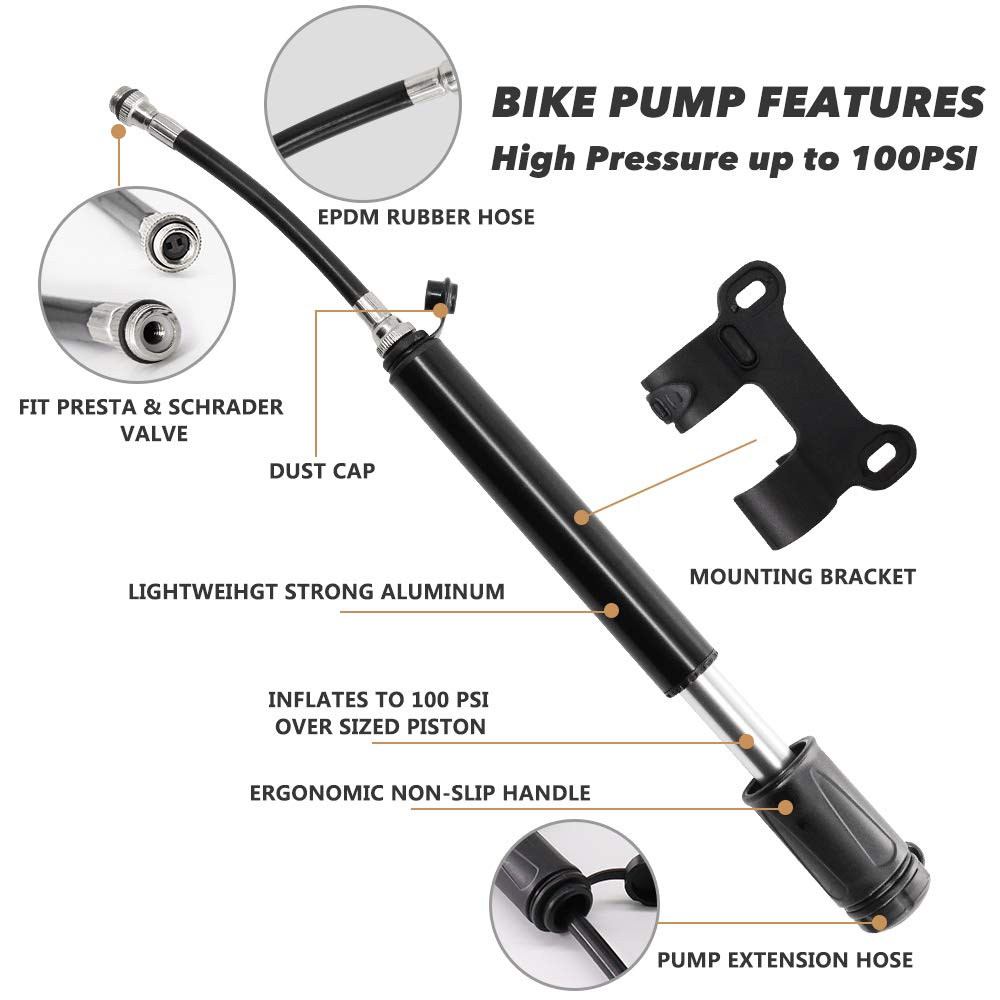 BIKE PUMP FEATURES
High Pressure up to 100PSI
EPDM RUBBER HOSE
FIT PRESTA & SCHRADER
VALVE
DUST CAP
MOUNTING BRACKET
LIGHTWEIHGT STRONG ALUMINUM
INFLATES TO 100 PSI
OVER SIZED PISTON
ERGONOMIC NON-SLIP HANDLE
PUMP EXTENSION HOSE